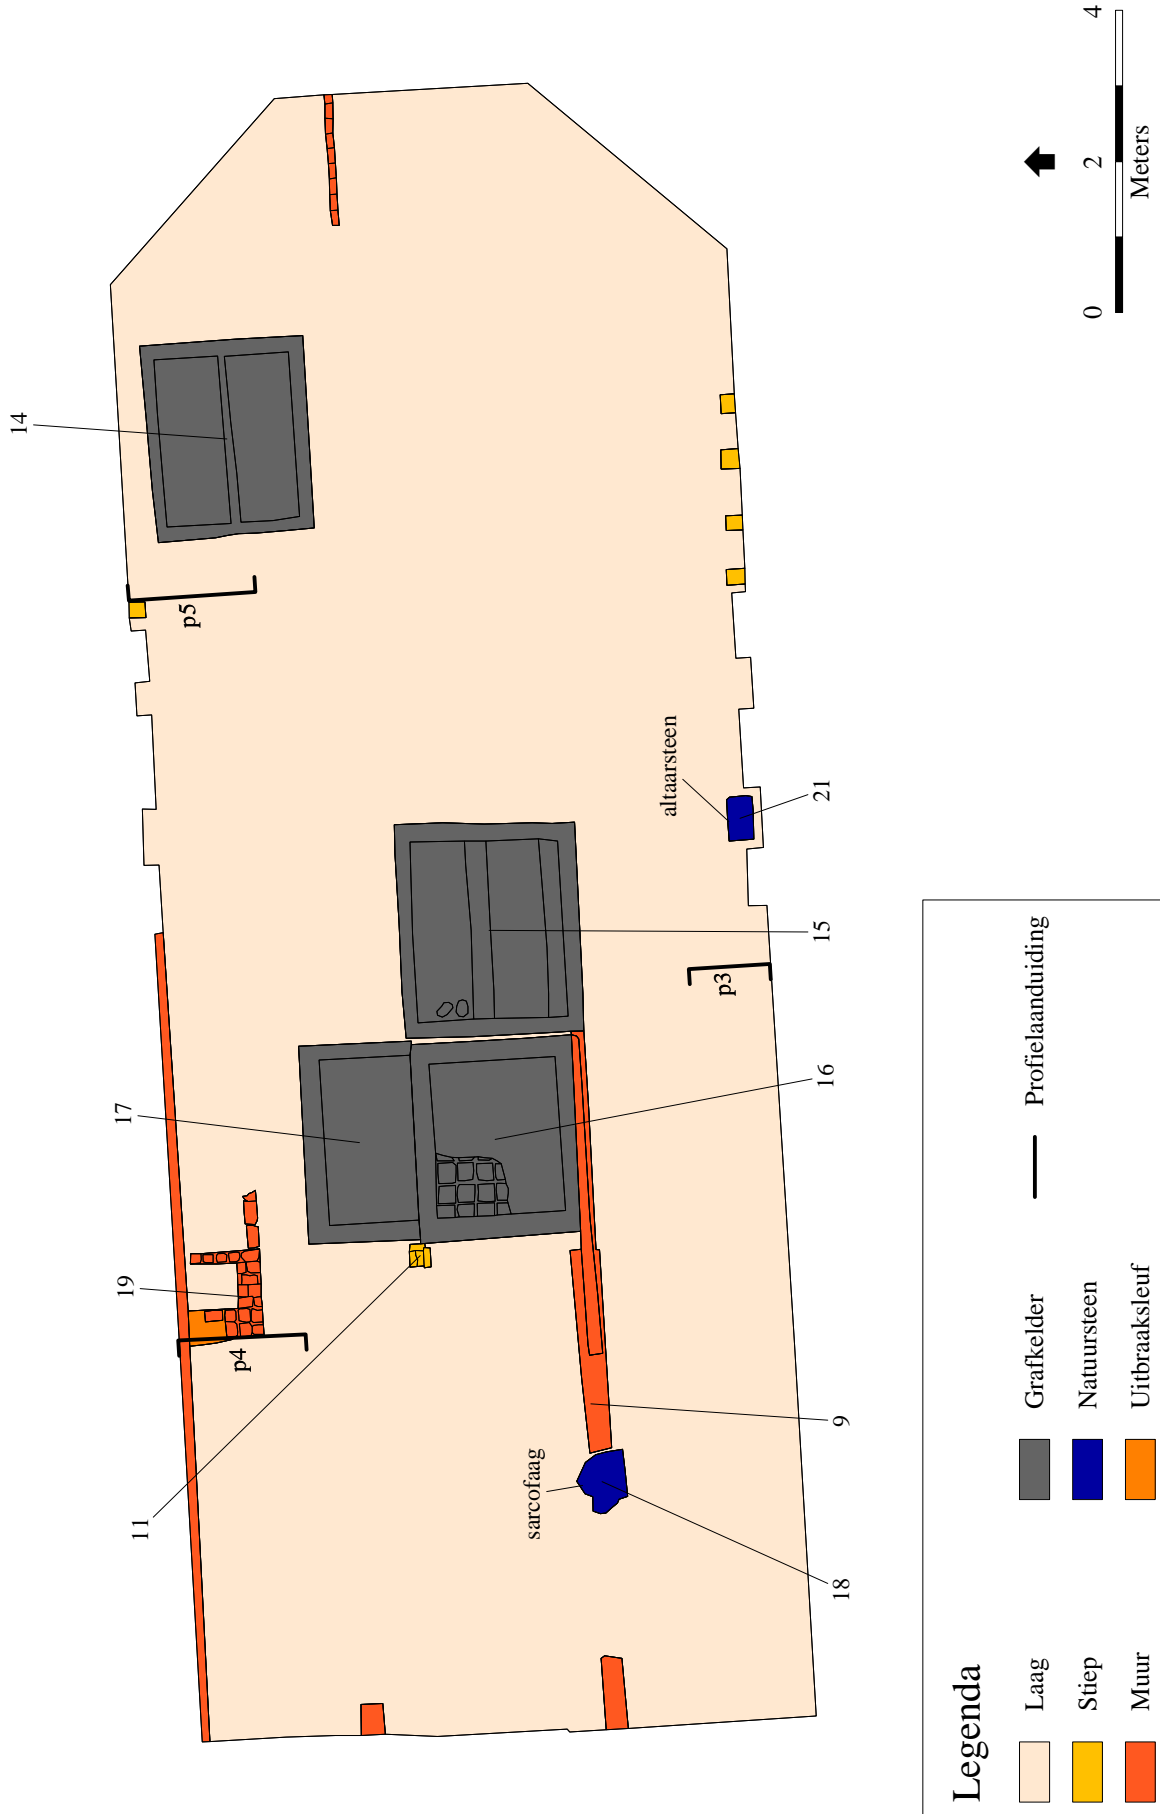 14
p5
altaarsteen
21
15
p3
17
16
19
p4
11
9
sarcofaag
18
0
2
4
Meters
Legenda
Laag
Stiep
Muur
Grafkelder
Natuursteen
Uitbraaksleuf
Profielaanduiding